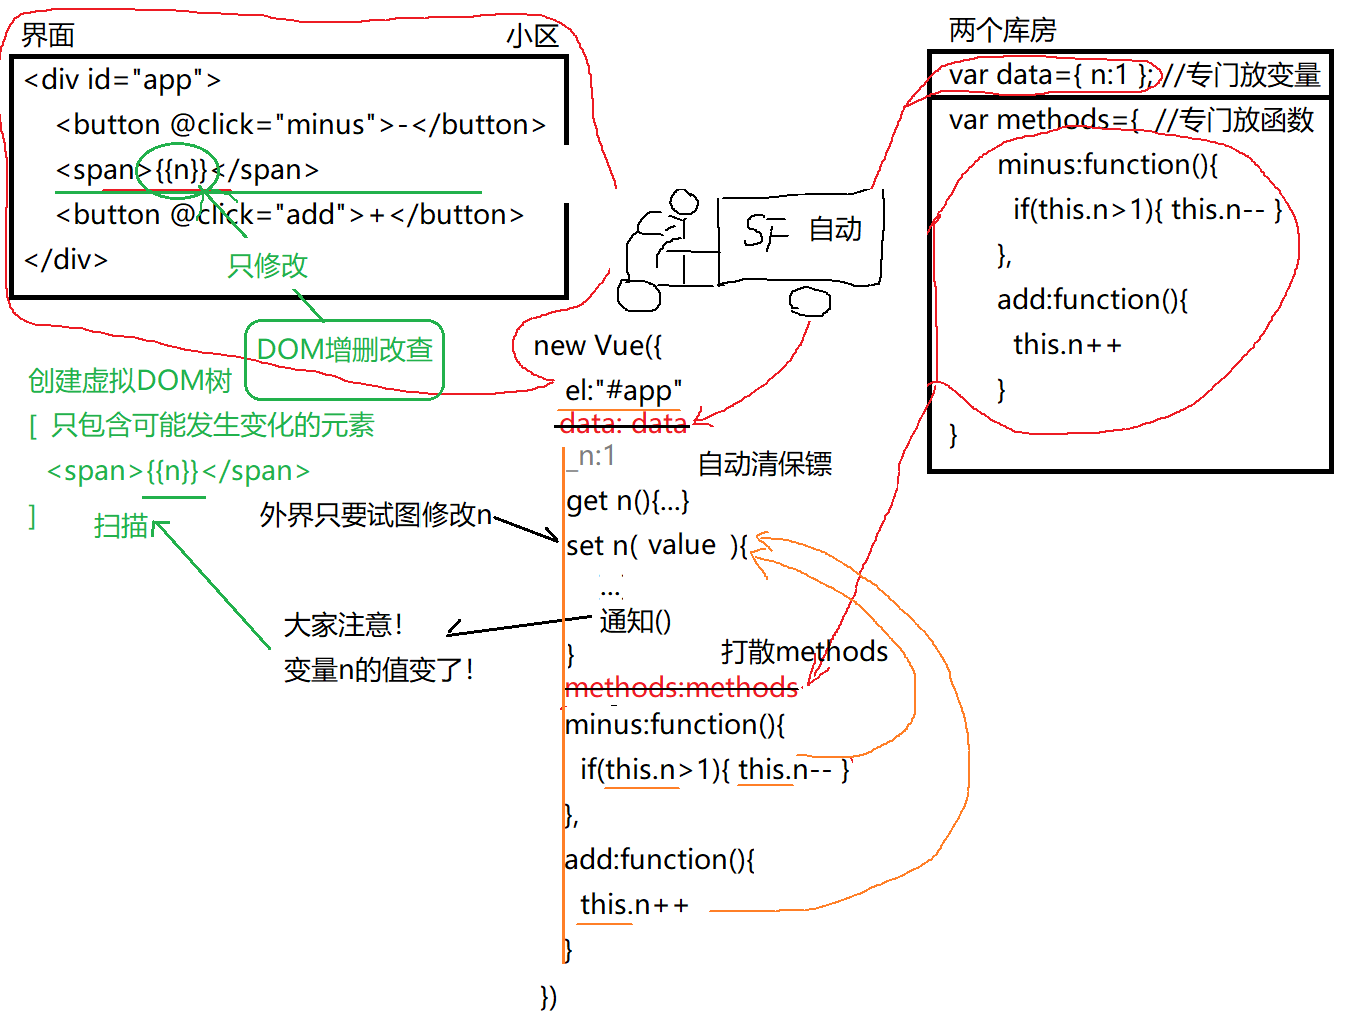 界面
小区
<div id="app">
<button @click="minus">-</button>
<span>{{n}}</span>
<button @click="add">+</button>
</div>
只修改
DOM增删改查
创建虚拟DOM树
[ 只包含可能发生变化的元素
<span>{{n}}</span>
]
扫描
外界只要试图修改n
大家注意！
变量n的值变了！
SF 自动
new Vue({
el:"#app"
data: data
_n:1
自动清保镖
get n(){...}
set n( value ){
...
通知()
}
打散methods
methods:methods
minus:function(){
if(this.n>1){ this.n-- }
},
add:function(){
this.n++
}
})
两个库房
var data={ n:1 }; //专门放变量
var methods={ //专门放函数
minus:function(){
if(this.n>1){ this.n-- }
},
add:function(){
this.n++
}
}